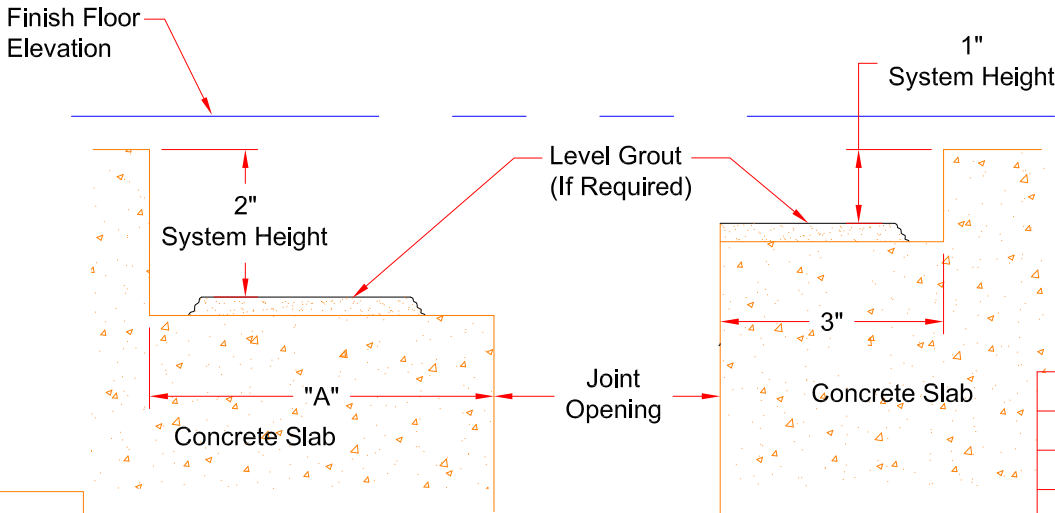 Finish Floor
Elevation
1"
System Height
Level Grout
(If Required)
2"
System Height
3"
"A"
Joint
Opening
Concrete Slab
Concrete Slab